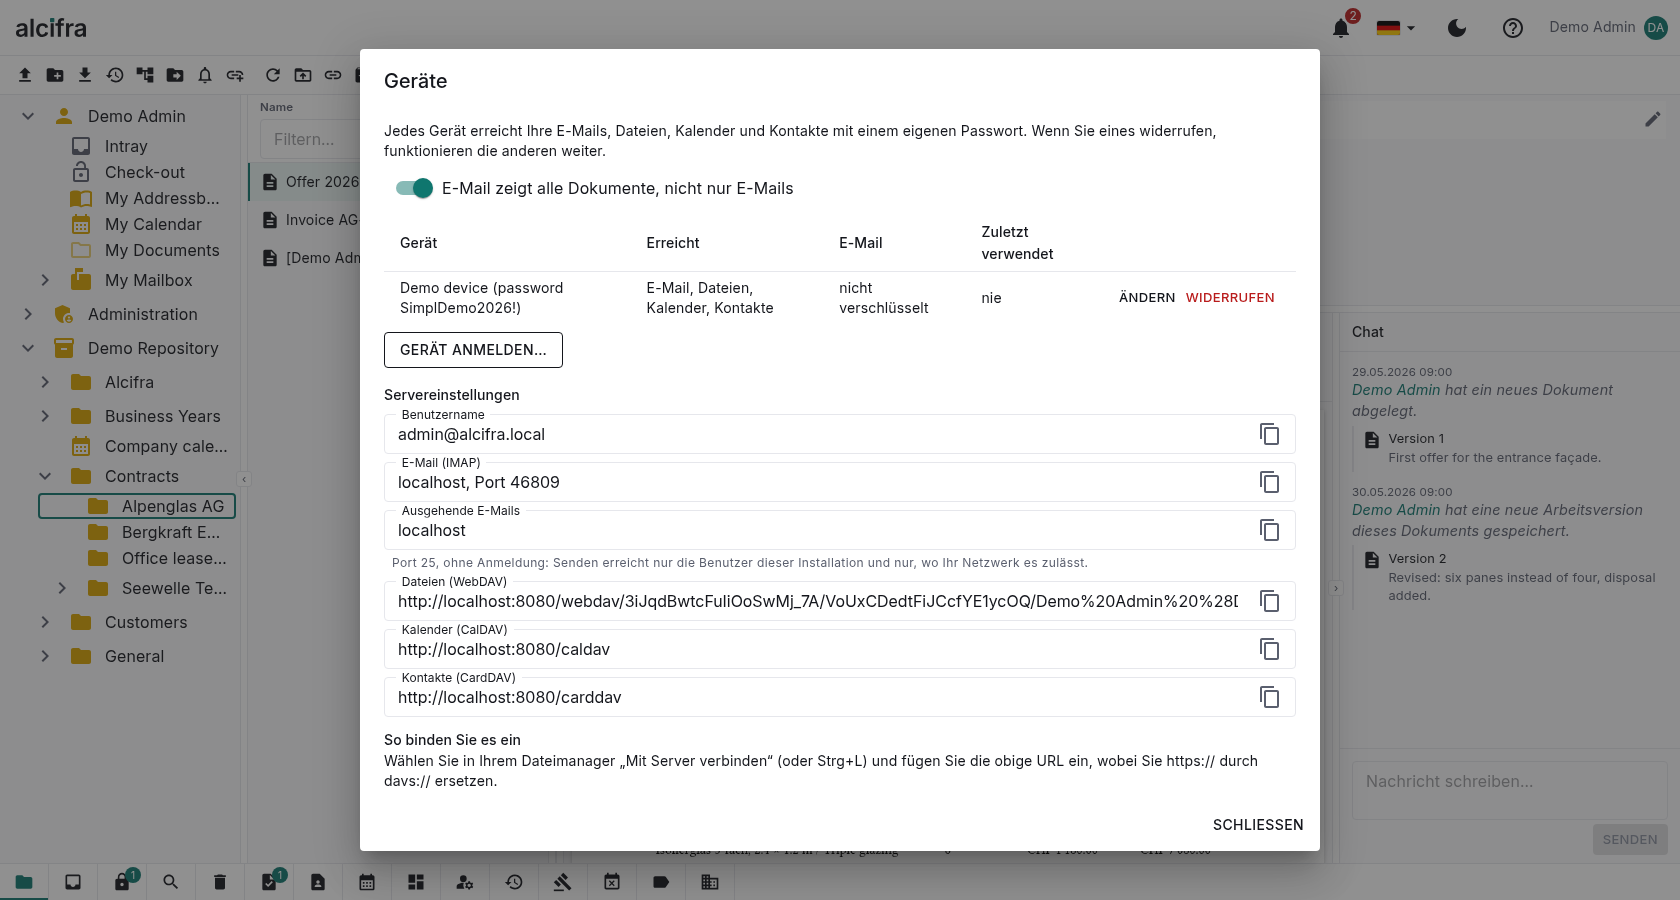 alcifra
2
Demo Admin
DA
Demo Admin
Intray
Check-out
My Addressb...
My Calendar
My Documents
My Mailbox
Administration
Demo Repository
Alcifra
Business Years
Company cale...
Contracts
Alpenglas AG
Bergkraft E...
Office lease...
Seewelle Te...
Customers
General
Name
Filtern...
Offer 2026
Invoice AG
[Demo Adn
Geräte
Jedes Gerät erreicht Ihre E-Mails, Dateien, Kalender und Kontakte mit einem eigenen Passwort. Wenn Sie eines widerrufen,
funktionieren die anderen weiter.
E-Mail zeigt alle Dokumente, nicht nur E-Mails
Gerät
Erreicht
E-Mail
Zuletzt
verwendet
Demo device (password
SimplDemo2026!)
E-Mail, Dateien,
Kalender, Kontakte
nicht
verschlüsselt
nie
ÄNDERN
WIDERRUFEN
GERÄT ANMELDEN...
Servereinstellungen
Benutzername
admin@alcifra.local
E-Mail (IMAP)
localhost, Port 46809
Ausgehende E-Mails
localhost
Port 25, ohne Anmeldung: Senden erreicht nur die Benutzer dieser Installation und nur, wo Ihr Netzwerk es zulässt.
Dateien (WebDAV)
http://localhost:8080/webdav/3iJqdBwtcFuliOoSwMj_7A/VoUxCDedtFiJCcfYE1ycOQ/Demo%20Admin%20%28D
Kalender (CalDAV)
http://localhost:8080/caldav
Kontakte (CardDAV)
http://localhost:8080/carddav
So binden Sie es ein
Wählen Sie in Ihrem Dateimanager „Mit Server verbinden“ (oder Strg+L) und fügen Sie die obige URL ein, wobei Sie https:// durch
davs:// ersetzen.
SCHLIESSEN
Chat
29.05.2026 09:00
Demo Admin hat ein neues Dokument
abgelegt.
Version 1
First offer for the entrance façade.
30.05.2026 09:00
Demo Admin hat eine neue Arbeitsversion
dieses Dokuments gespeichert.
Version 2
Revised: six panes instead of four, disposal
added.
Nachricht schreiben...
SENDEN
1
1